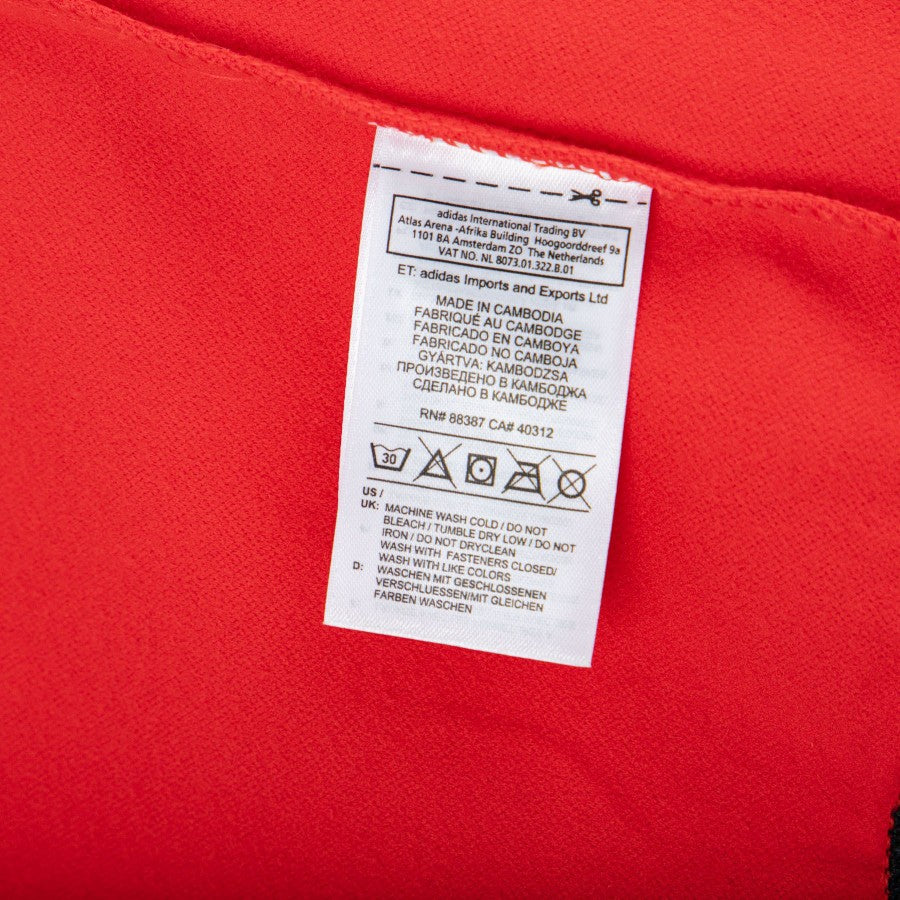 adidas International Trading BV
Atlas Arena -Afrika Building Hoogoorddreef 9a
1101 BA Amsterdam ZO The Netherlands
VAT NO. NL 8073.01.322.B.01
ET: adidas Imports and Exports Ltd
MADE IN CAMBODIA
FABRIQUÉ AU CAMBODGE
FABRICADO EN CAMBOYA
FABRICADO NO CAMBOJA
GYÁRTVA: KAMBODZSA
ПРОИЗВЕДЕНО В КАМБОДЖА
СДЕЛАНО В КАМБОДЖЕ
RN# 88387 CA# 40312
30
US /
UK: MACHINE WASH COLD / DO NOT
BLEACH / TUMBLE DRY LOW / DO NOT
IRON / DO NOT DRYCLEAN
WASH WITH FASTENERS CLOSED/
WASH WITH LIKE COLORS
D: WASCHEN MIT GESCHLOSSENEN
VERSCHLUESSEN/MIT GLEICHEN
FARBEN WASCHEN